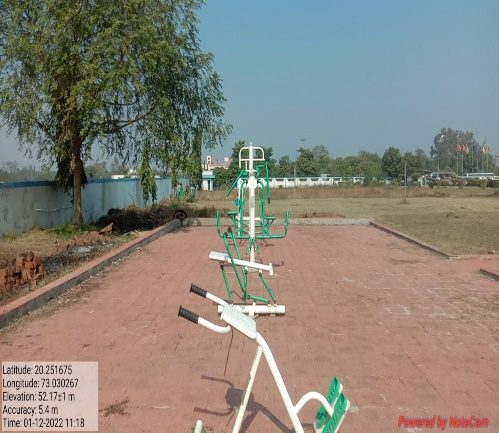 Latitude: 20.251675
Longitude: 73.030267
Elevation: 52.17±1 m
Accuracy: 5.4 m
Time: 01-12-2022 11:18
Powered by NoteCam